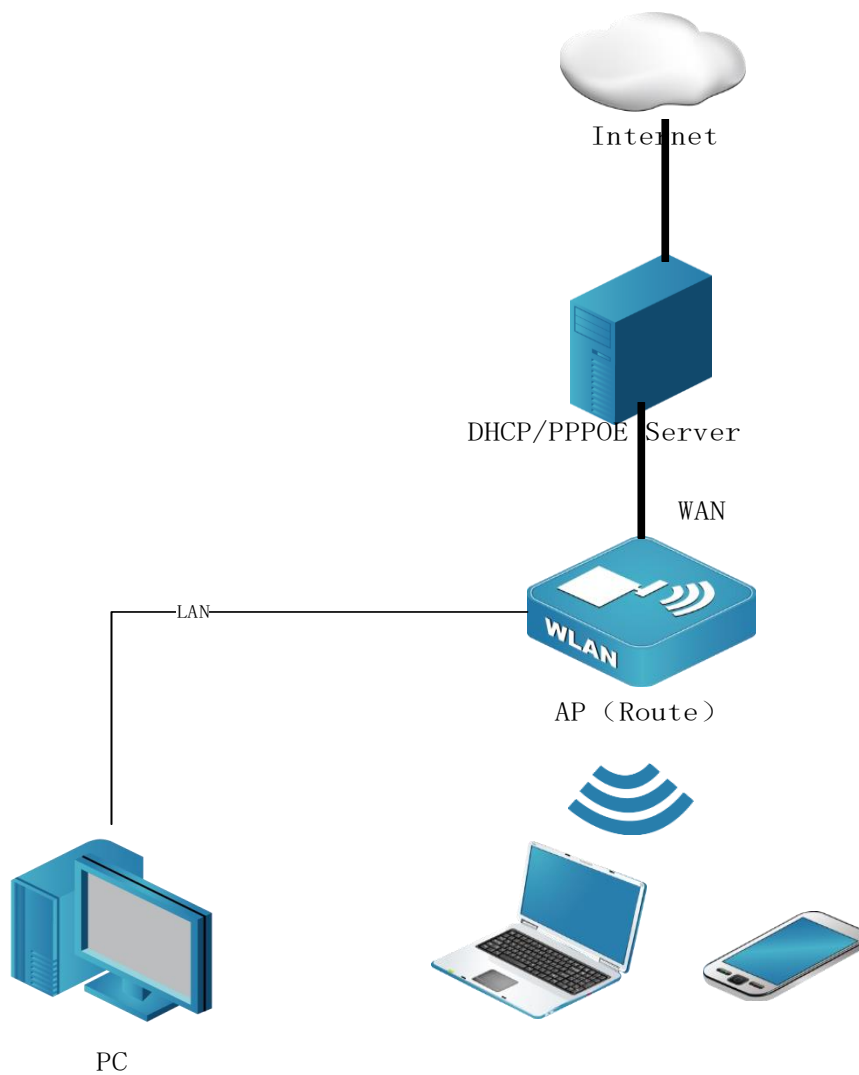 Internet
DHCP/PPPOE Server
WAN
LAN
WLAN
AP（Route）
PC